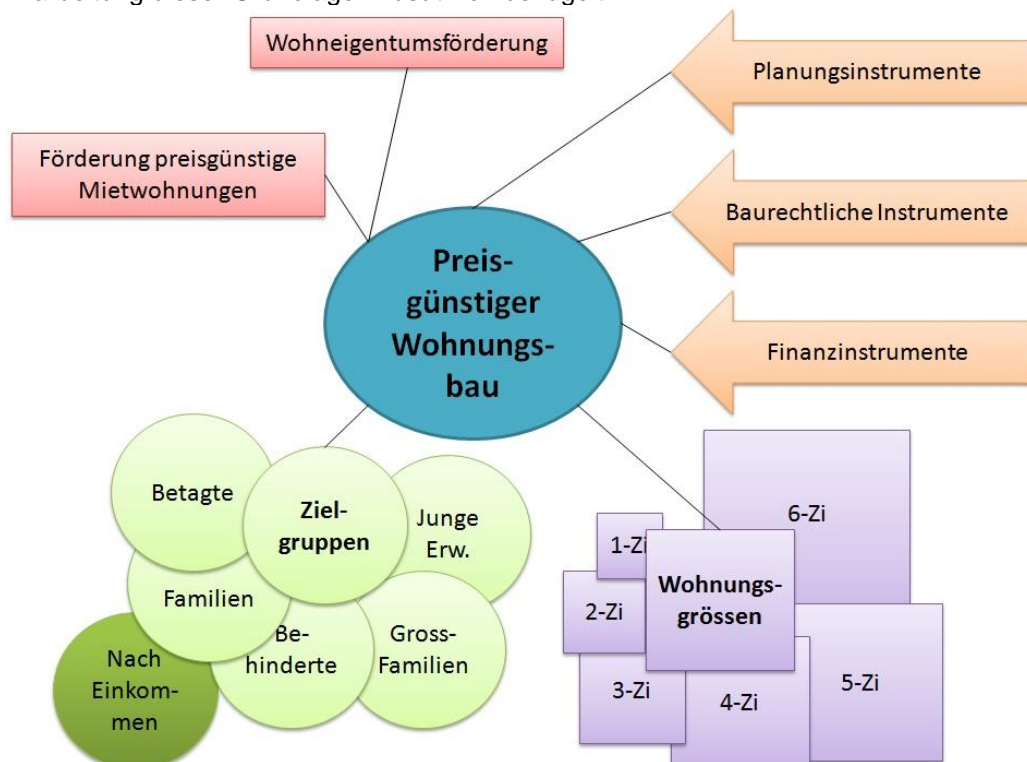 Wohneigentumsförderung
Planungsinstrumente
Förderung preisgünstige
Mietwohnungen
Baurechtliche Instrumente
Preis-
günstiger
Wohnungs-
bau
Finanzinstrumente
Betagte
Ziel-
gruppen
Junge
Erw.
Familien
Be-
hinderte
Gross-
Familien
Nach
Einkom-
men
6-Zi
1-Zi
Wohnungs-
grössen
2-Zi
3-Zi
4-Zi
5-Zi